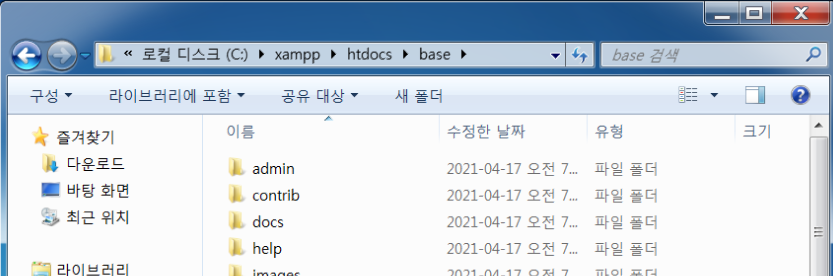 « 로컬 디스크 (C:) ▸ xampp ▸ htdocs ▸ base ▸
base 검색
구성 라이브러리에 포함 공유 대상 새 폴더
이름 수정한 날짜 유형 크기
즐겨찾기
다운로드
바탕 화면
최근 위치
라이브러리
admin 2021-04-17 오전 7... 파일 폴더
contrib 2021-04-17 오전 7... 파일 폴더
docs 2021-04-17 오전 7... 파일 폴더
help 2021-04-17 오전 7... 파일 폴더
images 2021-04-17 오전 7... 파일 폴더